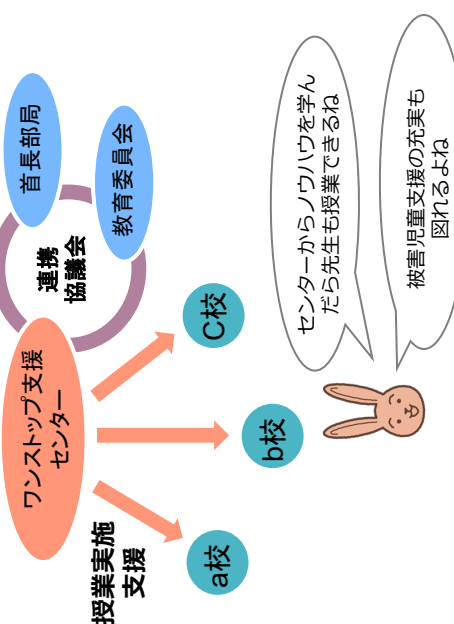 首長部局
教育委員会
連携
協議会
ワンストップ支援
センター
授業実施
支援
a校
b校
C校
センターからノウハウを学ん
だら先生も授業できるね
被害児童支援の充実も
図れるよね